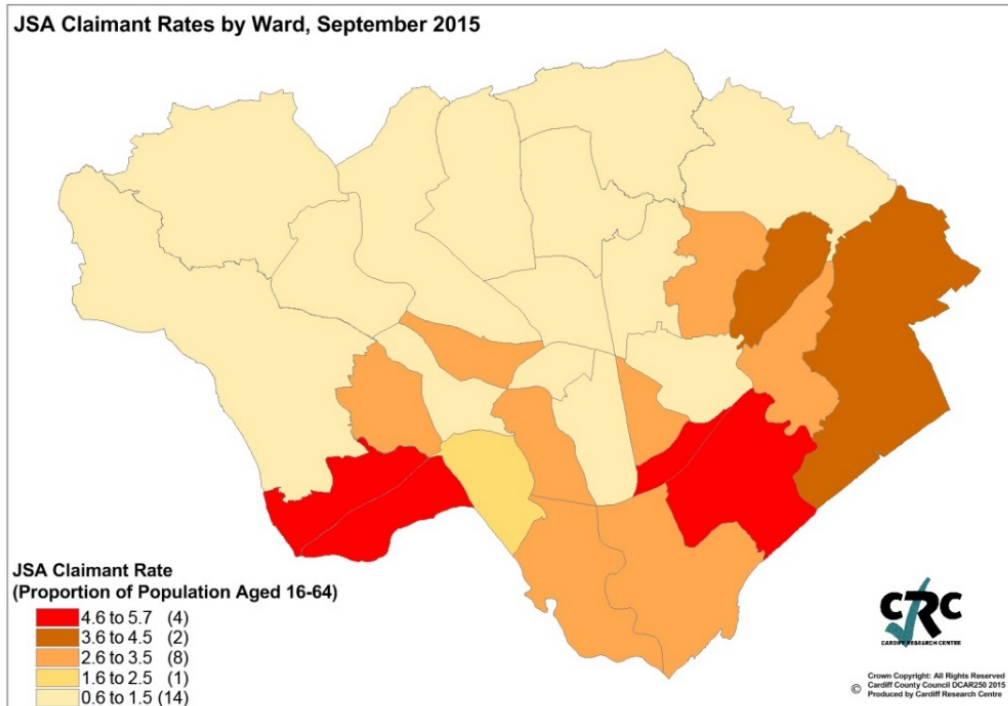 JSA Claimant Rates by Ward, September 2015
JSA Claimant Rate
(Proportion of Population Aged 16-64)
4.6 to 5.7 (4)
3.6 to 4.5 (2)
2.6 to 3.5 (8)
1.6 to 2.5 (1)
0.6 to 1.5 (14)
CRC
CARDIFF RESEARCH CENTRE
Crown Copyright: All Rights Reserved
© Cardiff County Council DCAR250 2015
Produced by Cardiff Research Centre